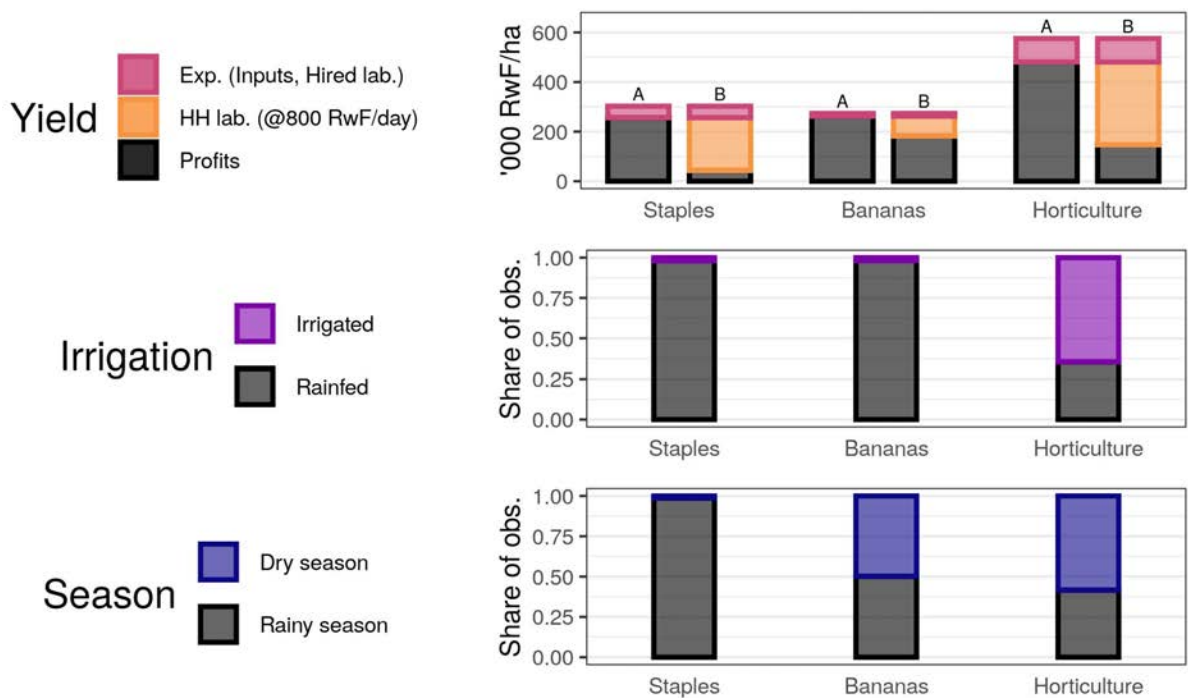 Yield
Exp. (Inputs, Hired lab.)
HH lab. (@800 RwF/day)
Profits
'000 RwF/ha
600
400
200
0
A B A B A B
Staples Bananas Horticulture
Irrigation
Irrigated
Rainfed
Share of obs.
1.00
0.75
0.50
0.25
0.00
Staples Bananas Horticulture
Season
Dry season
Rainy season
Share of obs.
1.00
0.75
0.50
0.25
0.00
Staples Bananas Horticulture